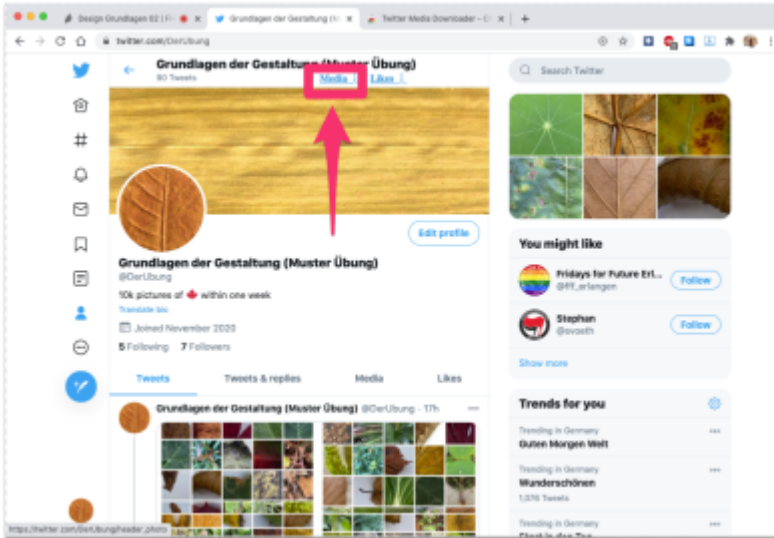 Design Grundlagen 02 | Fl
Grundlagen der Gestaltung (M
Twitter Media Downloader - C
twitter.com/DerUbung
Grundlagen der Gestaltung (Muster Übung)
90 Tweets
Media
Likes
Search Twitter
Edit profile
Grundlagen der Gestaltung (Muster Übung)
@DerUbung
10k pictures of 🍁 within one week
Translate bio
Joined November 2020
5 Following 7 Followers
Tweets Tweets & replies Media Likes
Grundlagen der Gestaltung (Muster Übung) @DerUbung · 17h
You might like
Fridays for Future Erl...
@fff_erlangen
Follow
Stephan
@svoeth
Follow
Show more
Trends for you
Trending in Germany
Guten Morgen Welt
Trending in Germany
Wunderschönen
1,076 Tweets
Trending in Germany
https://twitter.com/DerUbung/header_photo